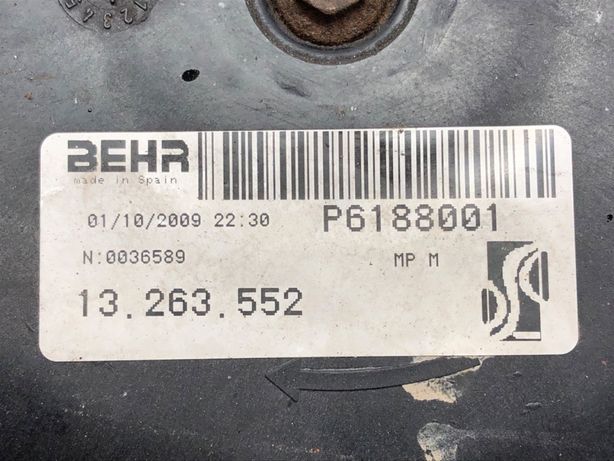 BEHR
made in Spain
01/10/2009 22:30
P6188001
N:0036589
MP M
13.263.552